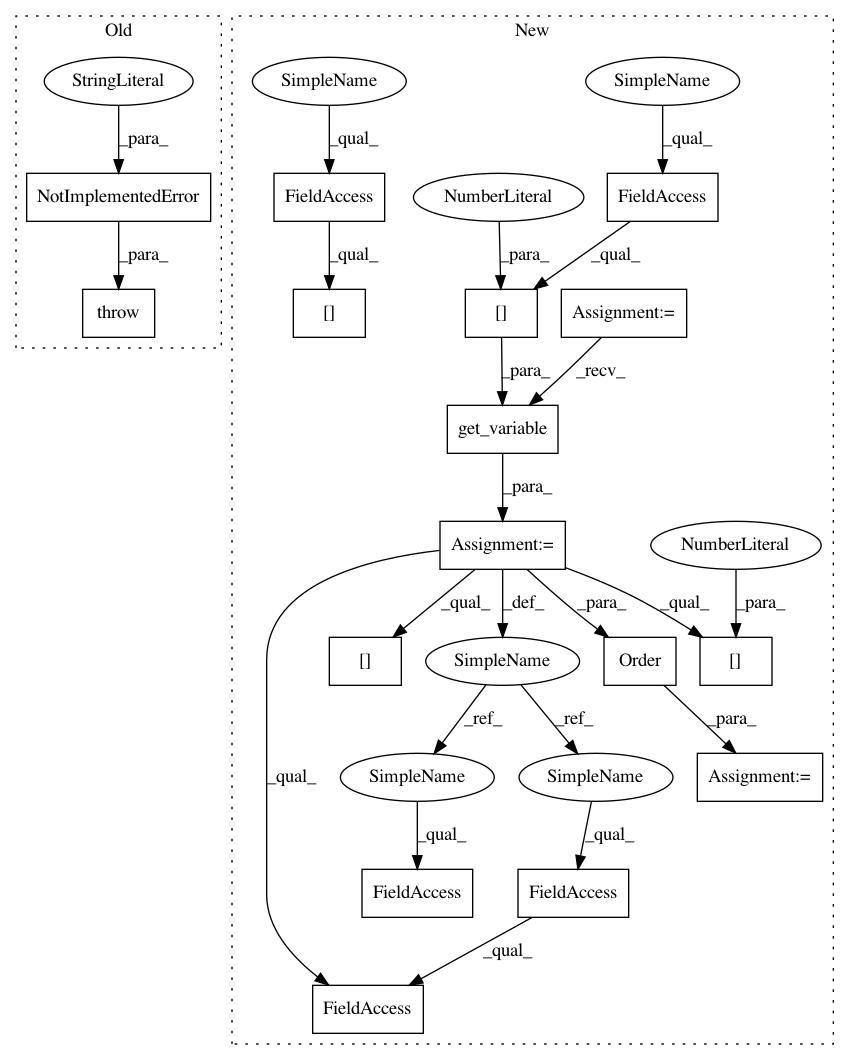 Old
New
StringLiteral
SimpleName
SimpleName
_para_
_qual_
_qual_
NotImplementedError
FieldAccess
NumberLiteral
FieldAccess
_para_
_qual_
_para_
_qual_
throw
[]
[]
Assignment:=
_para_
_recv_
get_variable
_para_
Assignment:=
NumberLiteral
_qual_
_def_
_para_
_qual_
_para_
[]
SimpleName
Order
[]
_ref_
_ref_
_para_
_qual_
SimpleName
SimpleName
Assignment:=
_qual_
_qual_
FieldAccess
FieldAccess
_qual_
FieldAccess